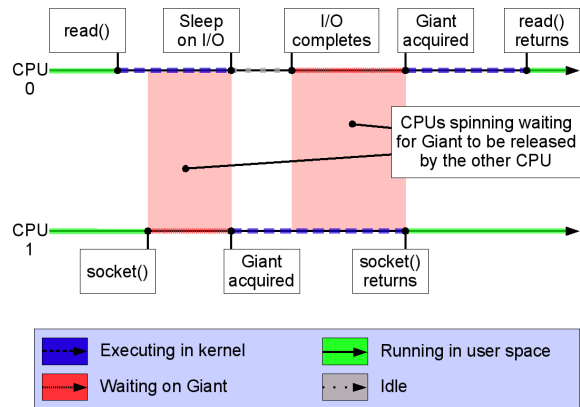 read()
Sleep
on I/O
I/O
completes
Giant
acquired
read()
returns
CPU
0
CPUs spinning waiting
for Giant to be released
by the other CPU
CPU
1
socket()
Giant
acquired
socket()
returns
Executing in kernel
Running in user space
Waiting on Giant
Idle